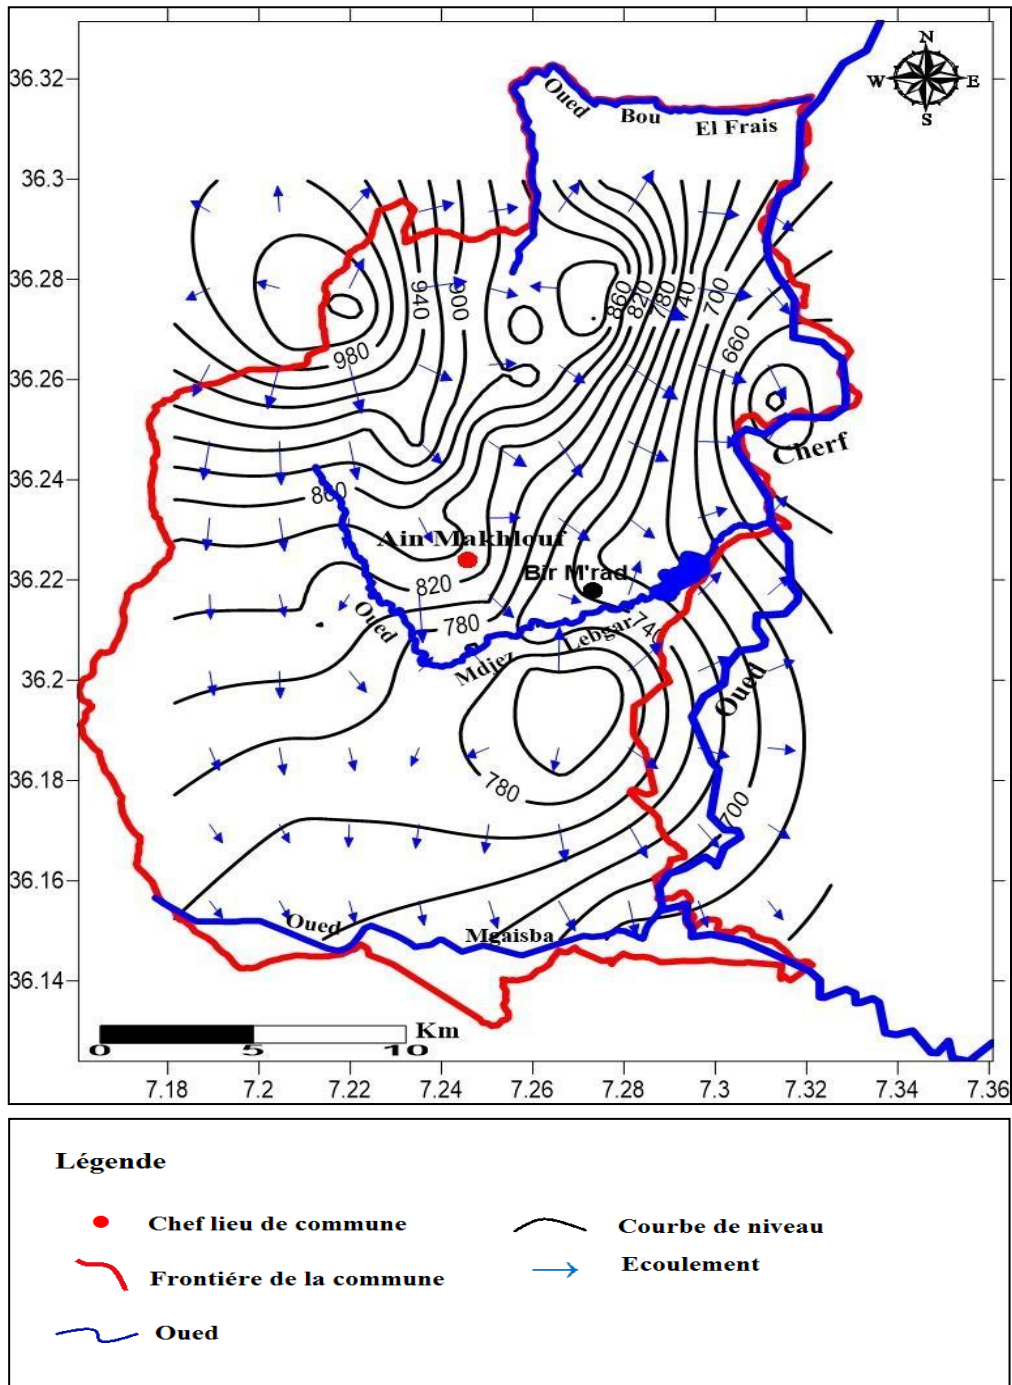 N
W E
S
36.32
36.3
36.28
36.26
36.24
36.22
36.2
36.18
36.16
36.14
Oued Bou El Frais
940
900
860
820
780
740
700
660
980
Cherf
860
Ain Makhlouf
Bir M'rad
820
780
740
Oued Mdjez Lebgar
Oued
780
700
Oued Mgaisba
Km
0 5 10
7.18 7.2 7.22 7.24 7.26 7.28 7.3 7.32 7.34 7.36
Légende
Chef lieu de commune
Courbe de niveau
Frontiére de la commune
Ecoulement
Oued